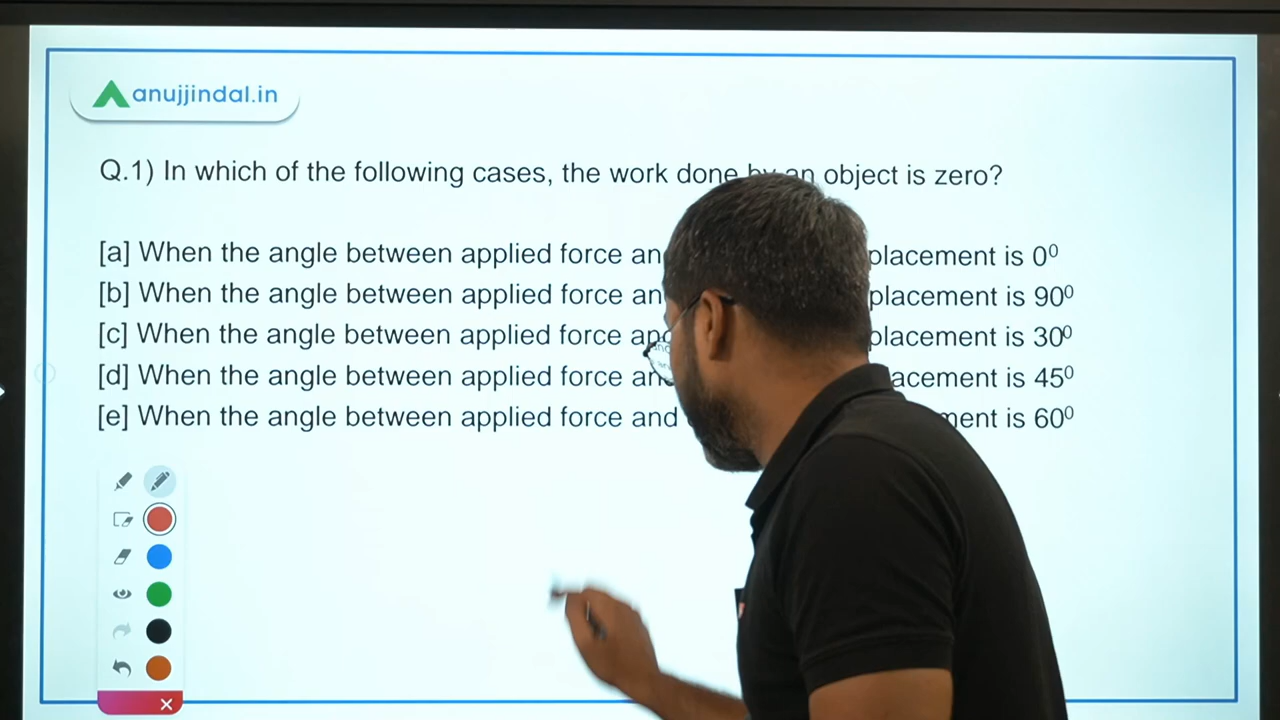 anujjindal.in
Q.1) In which of the following cases, the work done by an object is zero?
[a] When the angle between applied force an placement is 0⁰
[b] When the angle between applied force an placement is 90⁰
[c] When the angle between applied force and placement is 30⁰
[d] When the angle between applied force and acement is 45⁰
[e] When the angle between applied force and ment is 60⁰